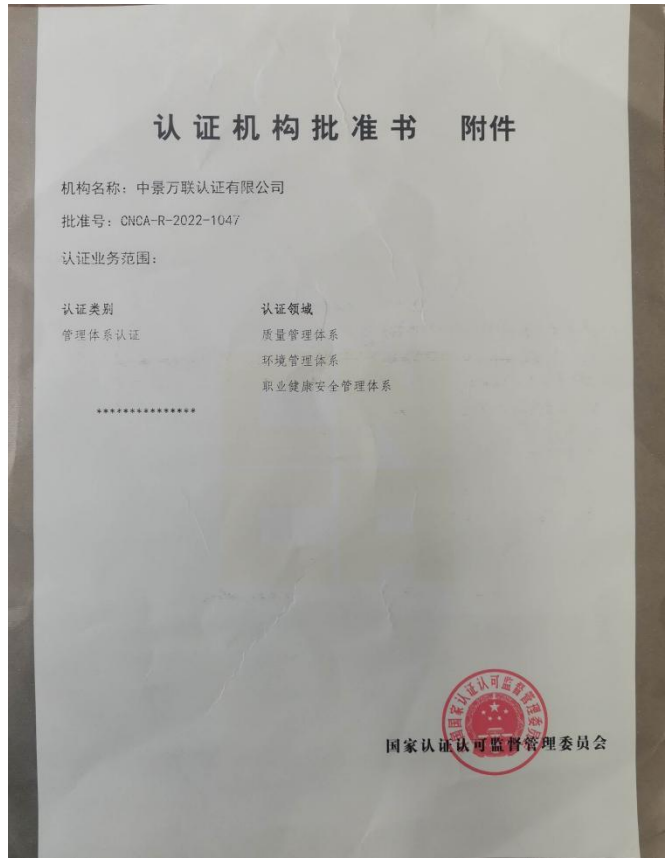 认证机构批准书 附件
机构名称：中景万联认证有限公司
批准号：CNCA-R-2022-1047
认证业务范围：
认证类别 认证领域
管理体系认证 质量管理体系
环境管理体系
职业健康安全管理体系
***************
国家认证认可监督管理委员会